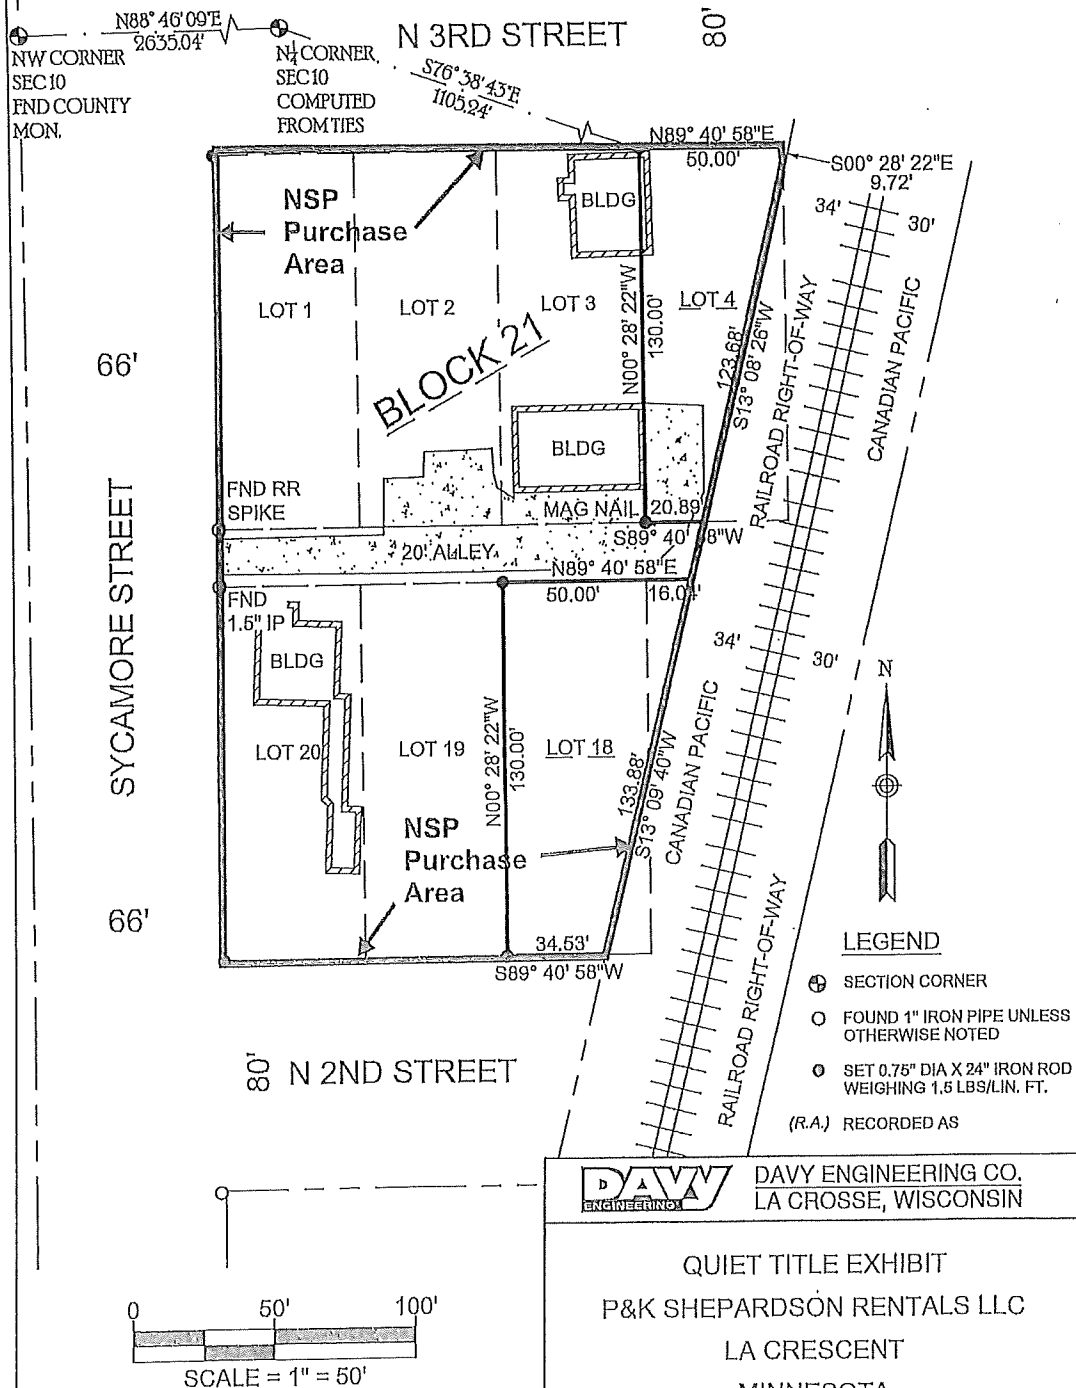 N88° 46' 09"E
2635.04'
N 3RD STREET
80'
NW CORNER
SEC 10
FND COUNTY
MON.
N¼ CORNER,
SEC 10
COMPUTED
FROM TIES
S76° 38' 43"E
1105.24'
N89° 40' 58"E
50.00'
S00° 28' 22"E
9.72'
34'
30'
NSP
Purchase
Area
BLDG
LOT 1
LOT 2
LOT 3
LOT 4
N00° 28' 22"W
130.00'
123.68'
S13° 08' 26"W
RAILROAD RIGHT-OF-WAY
CANADIAN PACIFIC
66'
BLOCK 21
BLDG
FND RR
SPIKE
MAG NAIL
20.89
S89° 40' 8"W
20' ALLEY
N89° 40' 58"E
50.00'
16.04'
SYCAMORE STREET
FND
1.5" IP
BLDG
34'
30'
N
LOT 20
LOT 19
LOT 18
N00° 28' 22"W
130.00'
133.88'
S13° 09' 40"W
CANADIAN PACIFIC
NSP
Purchase
Area
66'
34.53'
S89° 40' 58"W
RAILROAD RIGHT-OF-WAY
LEGEND
SECTION CORNER
FOUND 1" IRON PIPE UNLESS
OTHERWISE NOTED
SET 0.75" DIA X 24" IRON ROD
WEIGHING 1.5 LBS/LIN. FT.
(R.A.) RECORDED AS
80'
N 2ND STREET
DAVY
ENGINEERING
DAVY ENGINEERING CO.
LA CROSSE, WISCONSIN
QUIET TITLE EXHIBIT
P&K SHEPARDSON RENTALS LLC
LA CRESCENT
MINNESOTA
0 50' 100'
SCALE = 1" = 50'